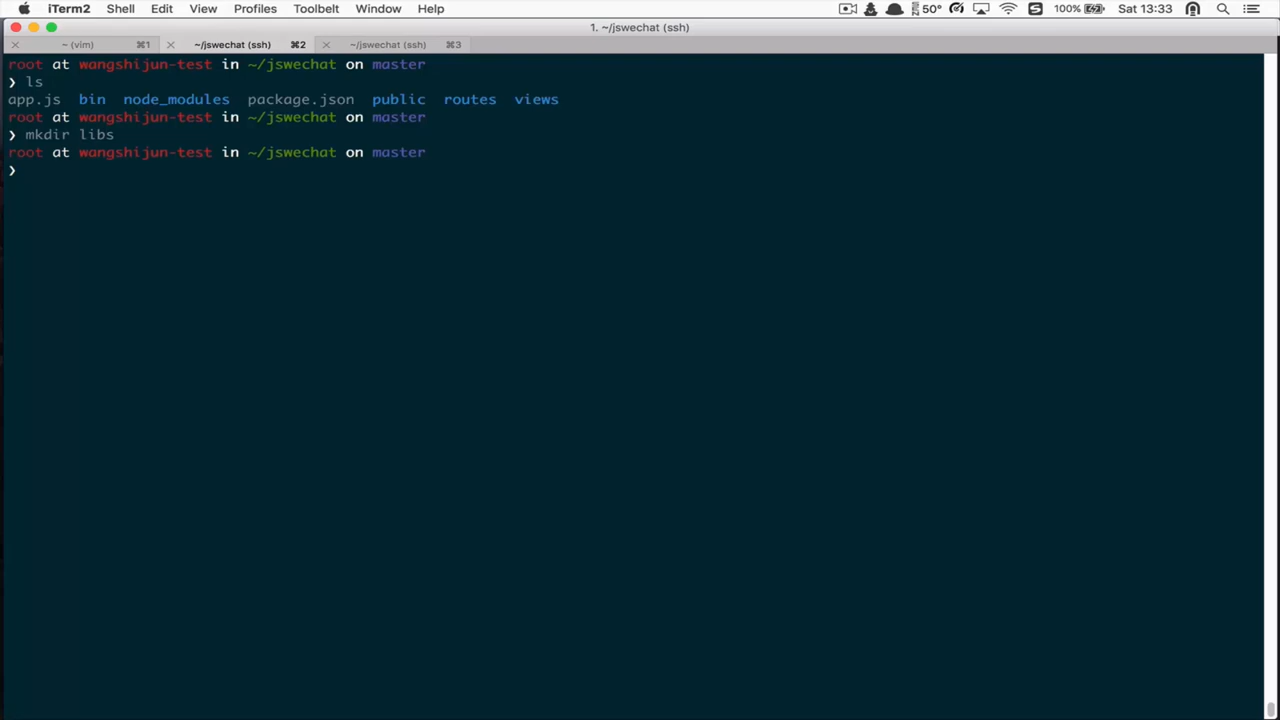 iTerm2 Shell Edit View Profiles Toolbelt Window Help 50° 100% Sat 13:33
1. ~/jswechat (ssh)
~ (vim) ⌘1 ~/jswechat (ssh) ⌘2 ~/jswechat (ssh) ⌘3
root at wangshijun-test in ~/jswechat on master
❯ ls
app.js bin node_modules package.json public routes views
root at wangshijun-test in ~/jswechat on master
❯ mkdir libs
root at wangshijun-test in ~/jswechat on master
❯